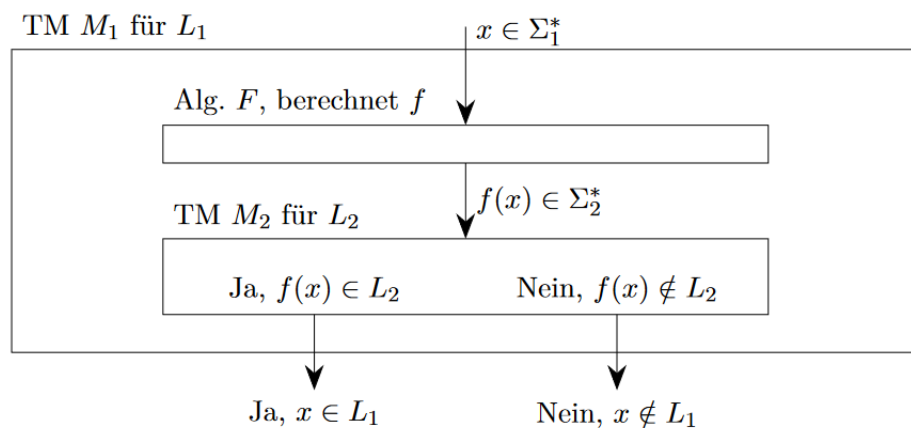 TM M₁ für L₁
x ∈ Σ₁*
Alg. F, berechnet f
f(x) ∈ Σ₂*
TM M₂ für L₂
Ja, f(x) ∈ L₂
Nein, f(x) ∉ L₂
Ja, x ∈ L₁
Nein, x ∉ L₁